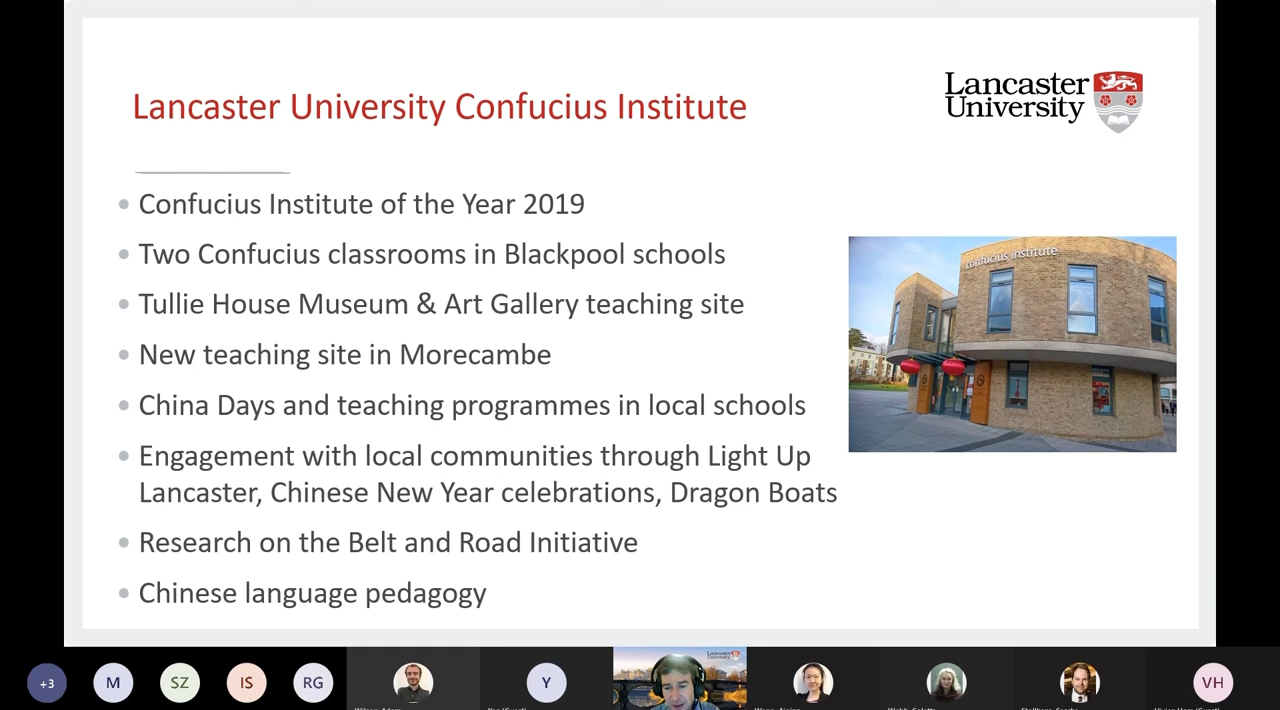 Lancaster University Confucius Institute
Lancaster
University
• Confucius Institute of the Year 2019
• Two Confucius classrooms in Blackpool schools
• Tullie House Museum & Art Gallery teaching site
• New teaching site in Morecambe
• China Days and teaching programmes in local schools
• Engagement with local communities through Light Up
Lancaster, Chinese New Year celebrations, Dragon Boats
• Research on the Belt and Road Initiative
• Chinese language pedagogy
confucius institute
+3
M
SZ
IS
RG
Y
Lancaster
University
VH